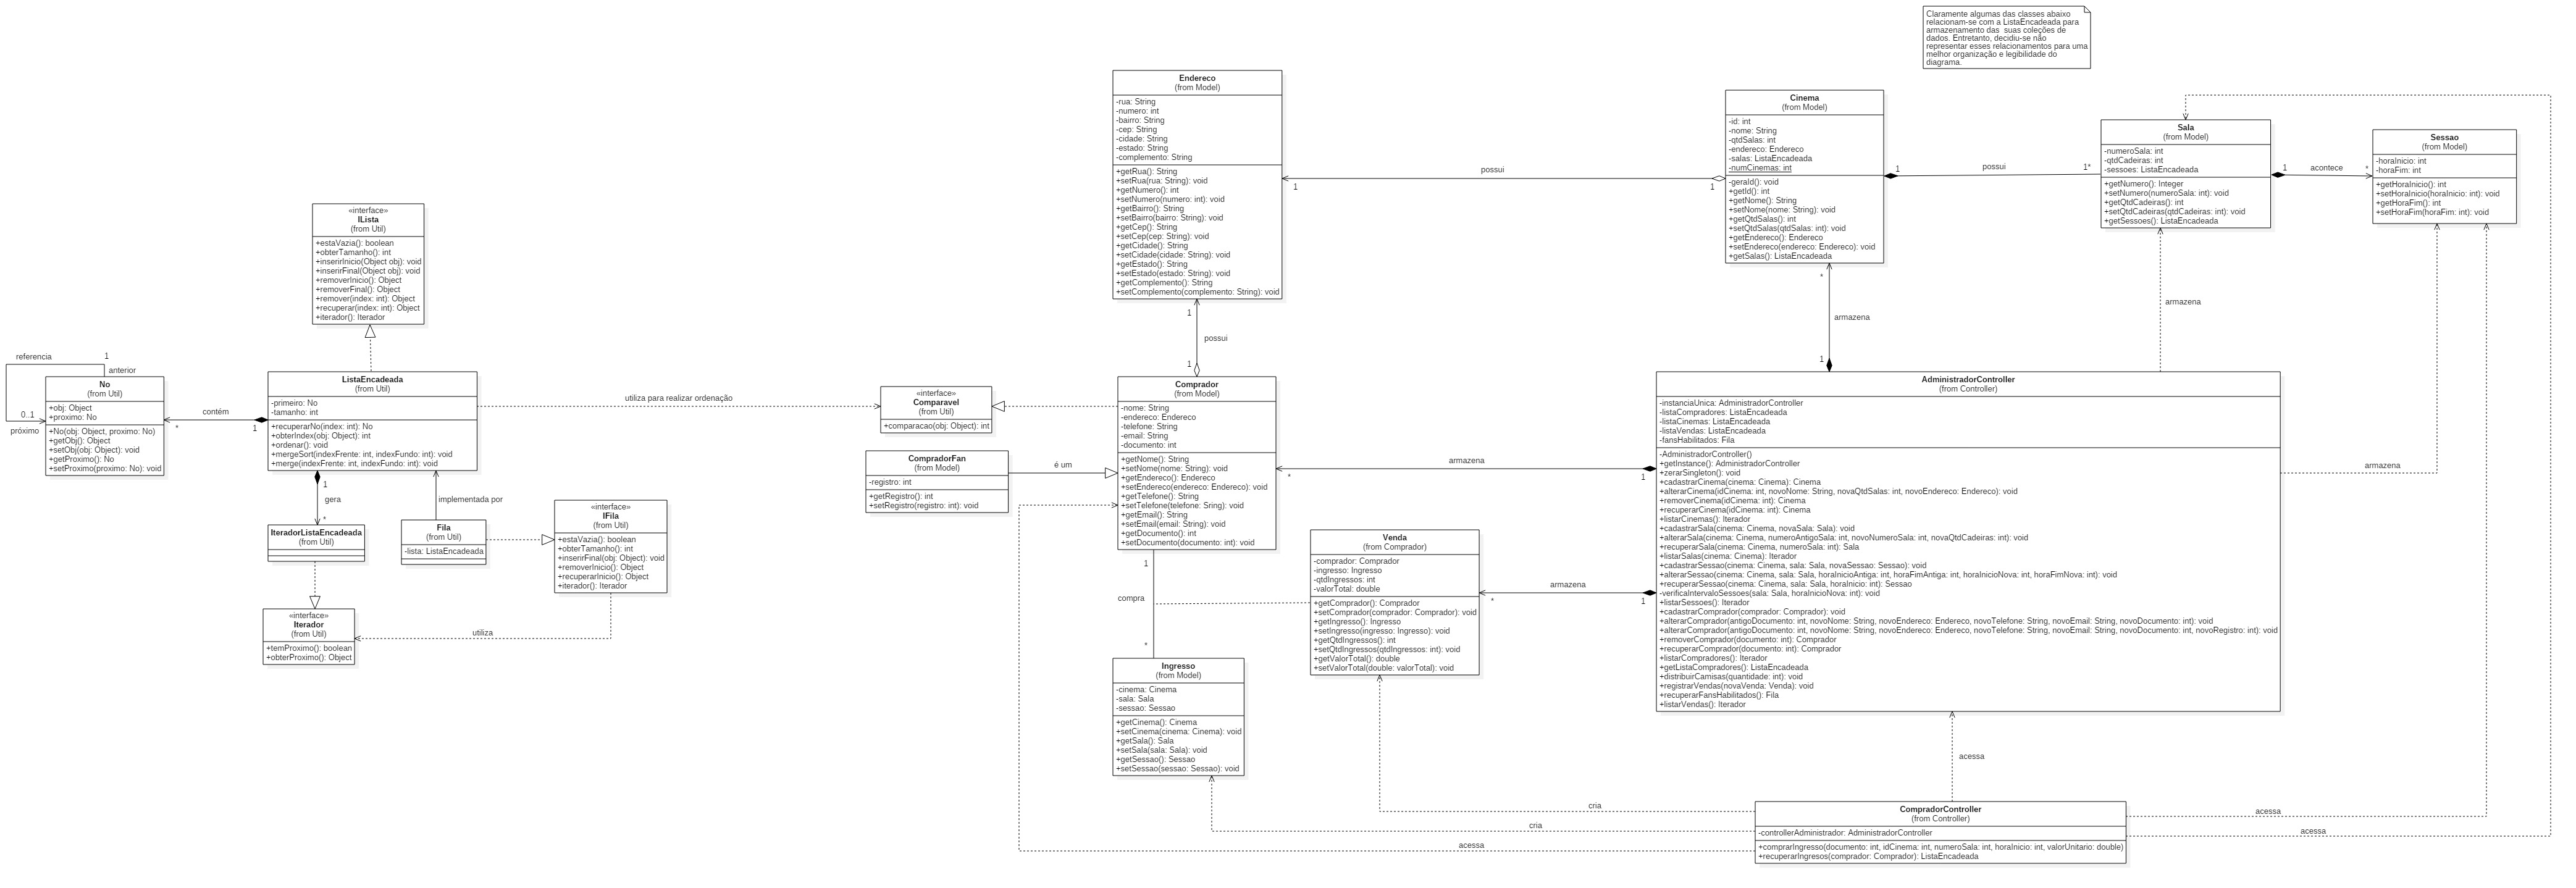 Claramente algumas das classes abaixo
relacionam-se com a ListaEncadeada para
armazenamento das suas coleções de
dados. Entretanto, decidiu-se não
representar esses relacionamentos para uma
melhor organização e legibilidade do
diagrama.
Endereco
(from Model)
-rua: String
-numero: int
-bairro: String
-cep: String
-cidade: String
-estado: String
-complemento: String
+getRua(): String
+setRua(rua: String): void
+getNumero(): int
+setNumero(numero: int): void
+getBairro(): String
+setBairro(bairro: String): void
+getCep(): String
+setCep(cep: String): void
+getCidade(): String
+setCidade(cidade: String): void
+getEstado(): String
+setEstado(estado: String): void
+getComplemento(): String
+setComplemento(complemento: String): void
possui
1
1
Cinema
(from Model)
-id: int
-nome: String
-qtdSalas: int
-endereco: Endereco
-salas: ListaEncadeada
-numCinemas: int
-geraId(): void
+getId(): int
+getNome(): String
+setNome(nome: String): void
+getQtdSalas(): int
+setQtdSalas(qtdSalas: int): void
+getEndereco(): Endereco
+setEndereco(endereco: Endereco): void
+getSalas(): ListaEncadeada
1
possui
1*
Sala
(from Model)
-numeroSala: int
-qtdCadeiras: int
-sessoes: ListaEncadeada
+getNumero(): Integer
+setNumero(numeroSala: int): void
+getQtdCadeiras(): int
+setQtdCadeiras(qtdCadeiras: int): void
+getSessoes(): ListaEncadeada
1
acontece
*
Sessao
(from Model)
-horaInicio: int
-horaFim: int
+getHoraInicio(): int
+setHoraInicio(horaInicio: int): void
+getHoraFim(): int
+setHoraFim(horaFim: int): void
«interface»
ILista
(from Util)
+estaVazia(): boolean
+obterTamanho(): int
+inserirInicio(Object obj): void
+inserirFinal(Object obj): void
+removerInicio(): Object
+removerFinal(): Object
+remover(index: int): Object
+recuperar(index: int): Object
+iterador(): Iterador
referencia
1
anterior
0..1
próximo
No
(from Util)
+obj: Object
+proximo: No
+No(obj: Object, proximo: No)
+getObj(): Object
+setObj(obj: Object): void
+getProximo(): No
+setProximo(proximo: No): void
contém
*
1
ListaEncadeada
(from Util)
-primeiro: No
-tamanho: int
+recuperarNo(index: int): No
+obterIndex(obj: Object): int
+ordenar(): void
+mergeSort(indexFrente: int, indexFundo: int): void
+merge(indexFrente: int, indexFundo: int): void
1
gera
*
implementada por
IteradorListaEncadeada
(from Util)
Fila
(from Util)
-lista: ListaEncadeada
«interface»
IFila
(from Util)
+estaVazia(): boolean
+obterTamanho(): int
+inserirFinal(obj: Object): void
+removerInicio(): Object
+recuperarInicio(): Object
+iterador(): Iterador
«interface»
Iterador
(from Util)
+temProximo(): boolean
+obterProximo(): Object
utiliza
utiliza para realizar ordenação
«interface»
Comparavel
(from Util)
+comparacao(obj: Object): int
CompradorFan
(from Model)
-registro: int
+getRegistro(): int
+setRegistro(registro: int): void
é um
1
possui
1
Comprador
(from Model)
-nome: String
-endereco: Endereco
-telefone: String
-email: String
-documento: int
+getNome(): String
+setNome(nome: String): void
+getEndereco(): Endereco
+setEndereco(endereco: Endereco): void
+getTelefone(): String
+setTelefone(telefone: Sring): void
+getEmail(): String
+setEmail(email: String): void
+getDocumento(): int
+setDocumento(documento: int): void
1
compra
*
Ingresso
(from Model)
-cinema: Cinema
-sala: Sala
-sessao: Sessao
+getCinema(): Cinema
+setCinema(cinema: Cinema): void
+getSala(): Sala
+setSala(sala: Sala): void
+getSessao(): Sessao
+setSessao(sessao: Sessao): void
Venda
(from Comprador)
-comprador: Comprador
-ingresso: Ingresso
-qtdIngressos: int
-valorTotal: double
+getComprador(): Comprador
+setComprador(comprador: Comprador): void
+getIngresso(): Ingresso
+setIngresso(ingresso: Ingresso): void
+getQtdIngressos(): int
+setQtdIngressos(qtdIngressos: int): void
+getValorTotal(): double
+setValorTotal(double: valorTotal): void
armazena
*
1
armazena
*
1
*
armazena
1
armazena
armazena
AdministradorController
(from Controller)
-instanciaUnica: AdministradorController
-listaCompradores: ListaEncadeada
-listaCinemas: ListaEncadeada
-listaVendas: ListaEncadeada
-fansHabilitados: Fila
-AdministradorController()
+getInstance(): AdministradorController
+zerarSingleton(): void
+cadastrarCinema(cinema: Cinema): Cinema
+alterarCinema(idCinema: int, novoNome: String, novaQtdSalas: int, novoEndereco: Endereco): void
+removerCinema(idCinema: int): Cinema
+recuperarCinema(idCinema: int): Cinema
+listarCinemas(): Iterador
+cadastrarSala(cinema: Cinema, novaSala: Sala): void
+alterarSala(cinema: Cinema, numeroAntigoSala: int, novoNumeroSala: int, novaQtdCadeiras: int): void
+recuperarSala(cinema: Cinema, numeroSala: int): Sala
+listarSalas(cinema: Cinema): Iterador
+cadastrarSessao(cinema: Cinema, sala: Sala, novaSessao: Sessao): void
+alterarSessao(cinema: Cinema, sala: Sala, horaInicioAntiga: int, horaFimAntiga: int, horaInicioNova: int, horaFimNova: int): void
+recuperarSessao(cinema: Cinema, sala: Sala, horaInicio: int): Sessao
-verificaIntervaloSessoes(sala: Sala, horaInicioNova: int): void
+listarSessoes(): Iterador
+cadastrarComprador(comprador: Comprador): void
+alterarComprador(antigoDocumento: int, novoNome: String, novoEndereco: Endereco, novoTelefone: String, novoEmail: String, novoDocumento: int): void
+alterarComprador(antigoDocumento: int, novoNome: String, novoEndereco: Endereco, novoTelefone: String, novoEmail: String, novoDocumento: int, novoRegistro: int): void
+removerComprador(documento: int): Comprador
+recuperarComprador(documento: int): Comprador
+listarCompradores(): Iterador
+getListaCompradores(): ListaEncadeada
+distribuirCamisas(quantidade: int): void
+registrarVendas(novaVenda: Venda): void
+recuperarFansHabilitados(): Fila
+listarVendas(): Iterador
acessa
cria
cria
acessa
acessa
acessa
CompradorController
(from Controller)
-controllerAdministrador: AdministradorController
+comprarIngresso(documento: int, idCinema: int, numeroSala: int, horaInicio: int, valorUnitario: double)
+recuperarIngresos(comprador: Comprador): ListaEncadeada